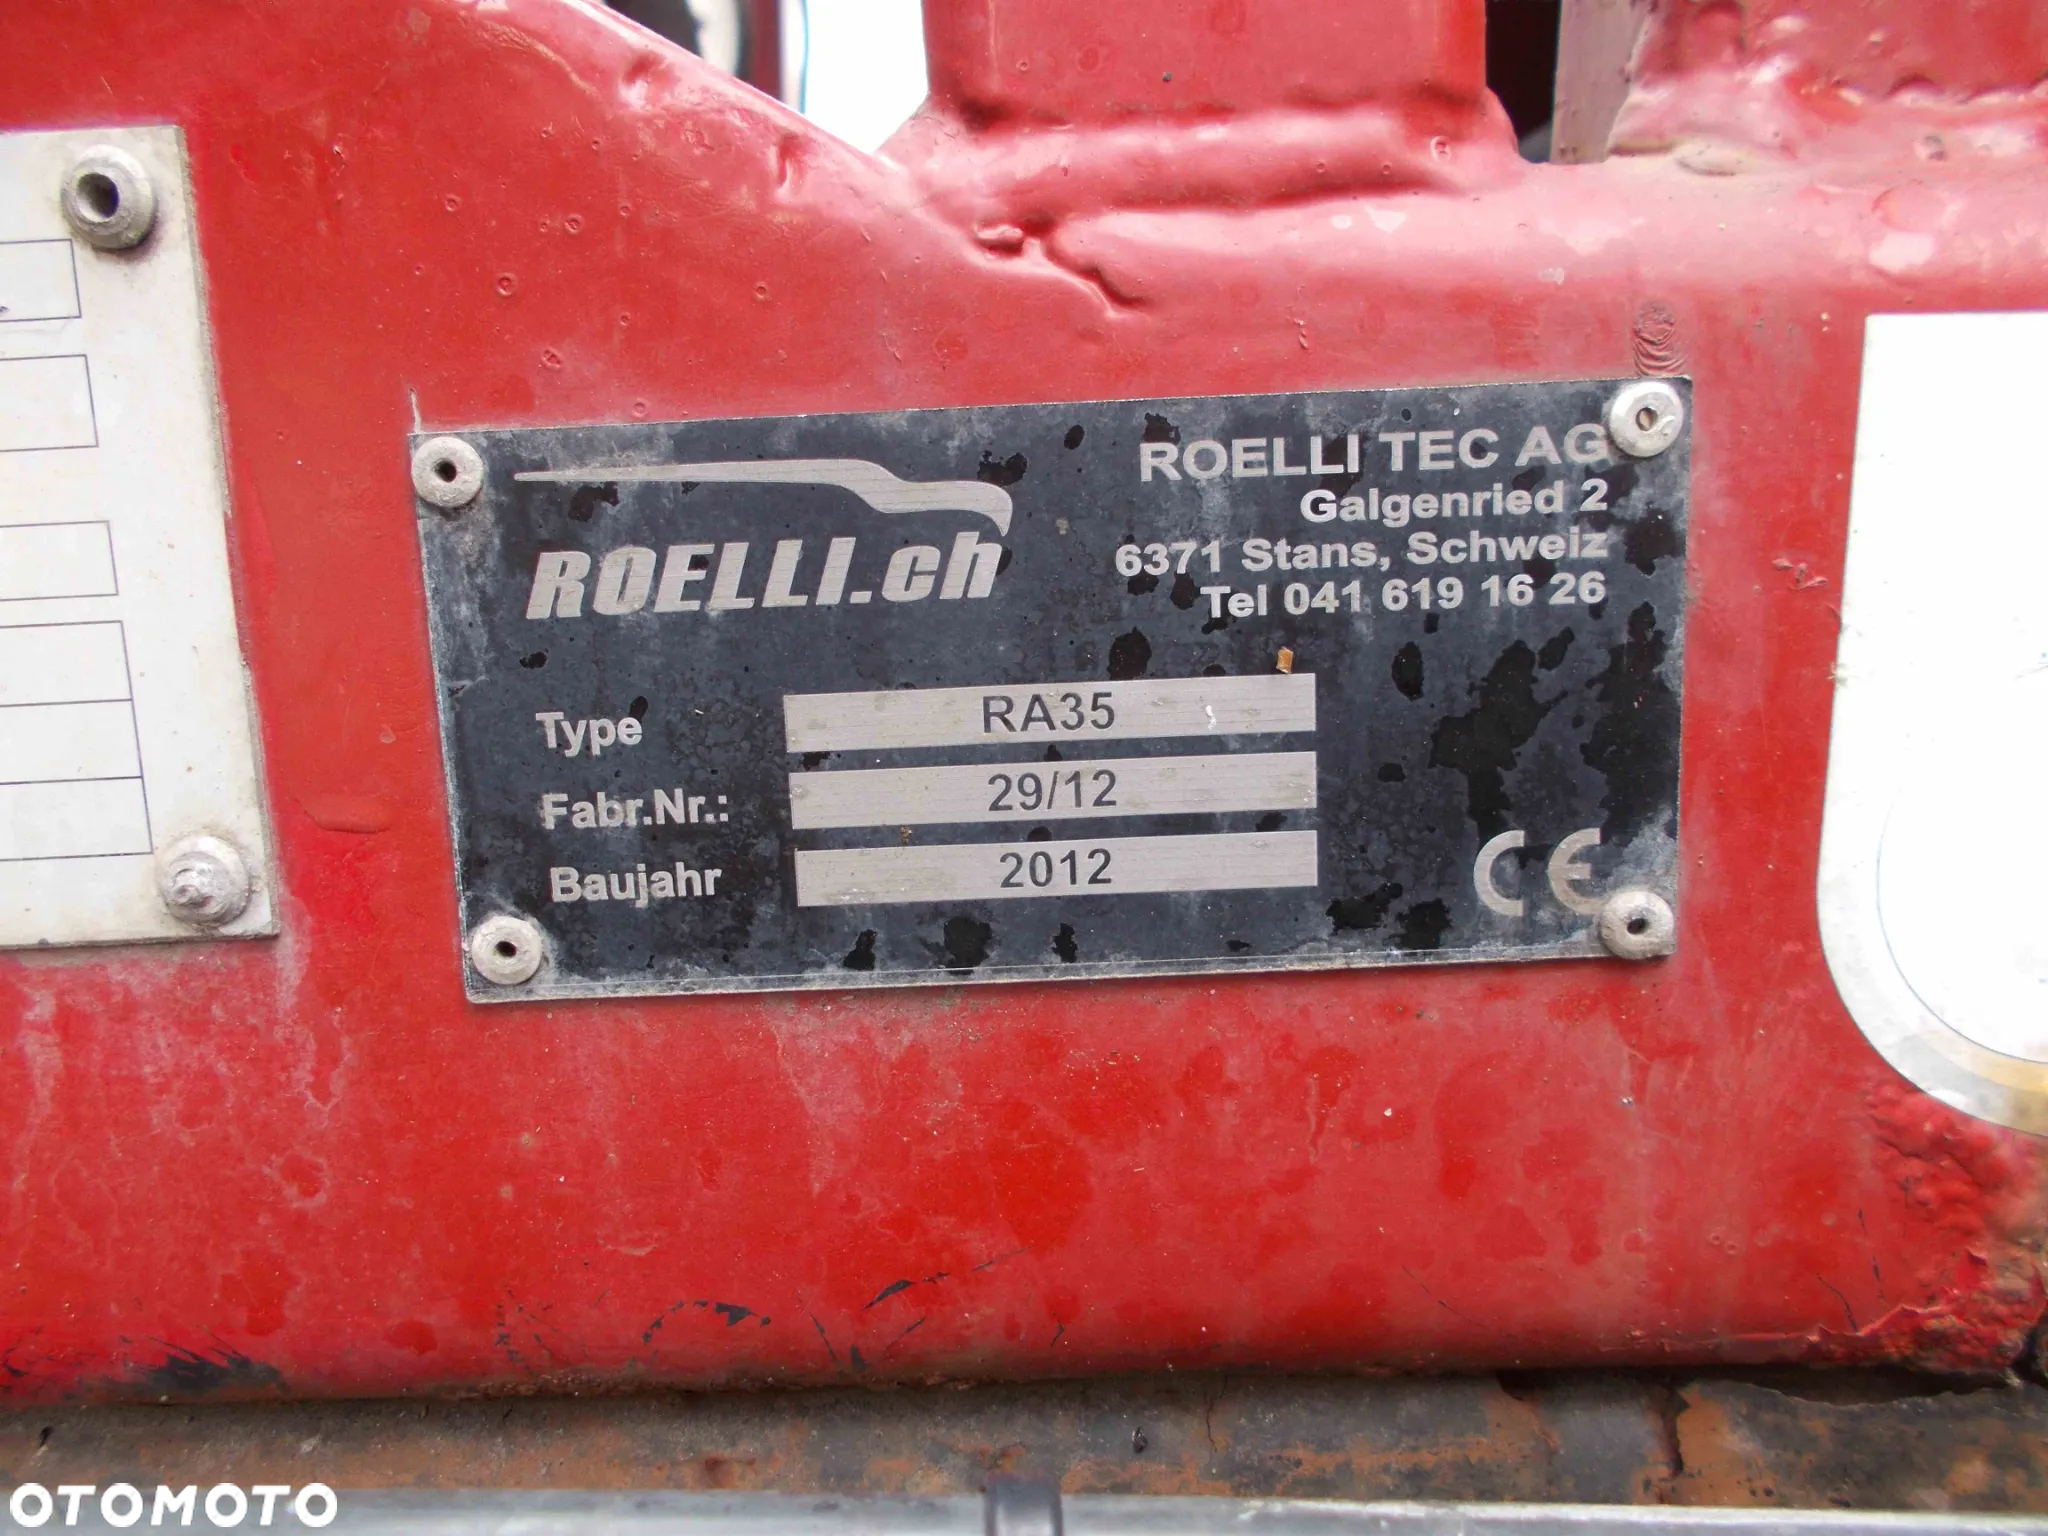 ROELLI.ch
ROELLI TEC AG
Galgenried 2
6371 Stans, Schweiz
Tel 041 619 16 26
Type RA35
Fabr.Nr.: 29/12
Baujahr 2012
CE
OTOMOTO